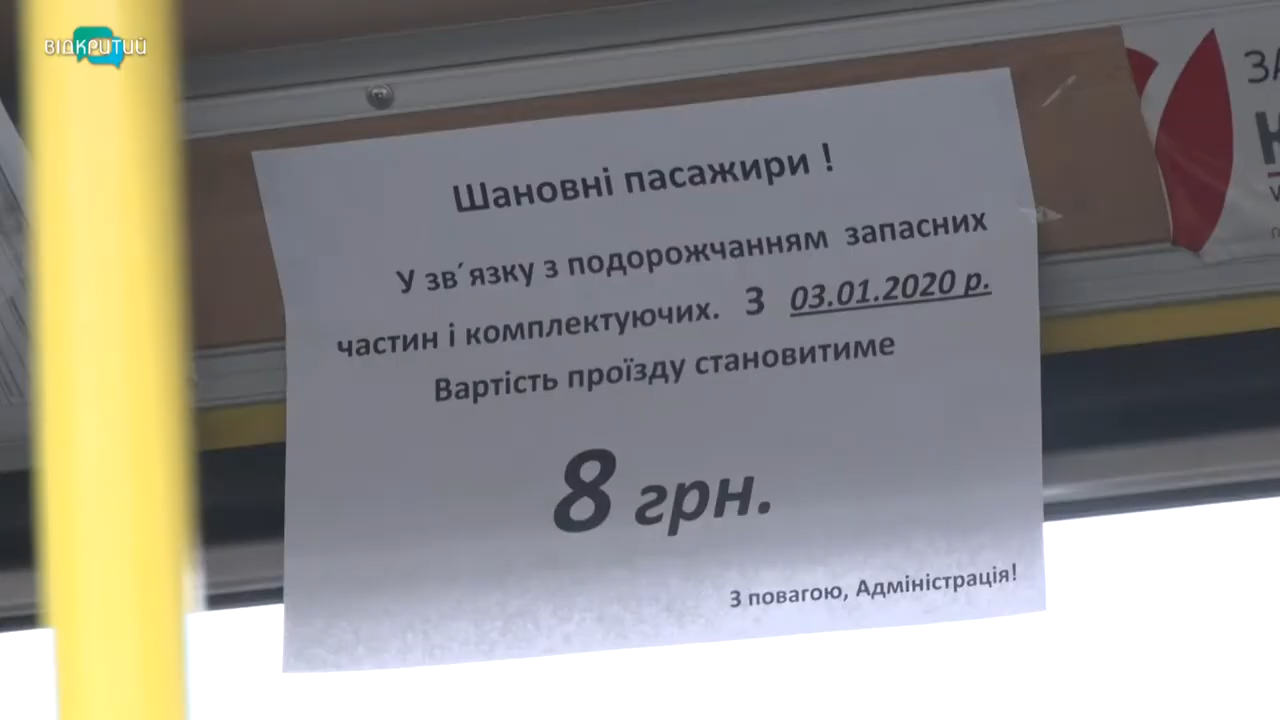 ВІДКРИТИЙ
Шановні пасажири !
У зв´язку з подорожчанням запасних
частин і комплектуючих. З 03.01.2020 р.
Вартість проїзду становитиме
8 грн.
З повагою, Адміністрація!